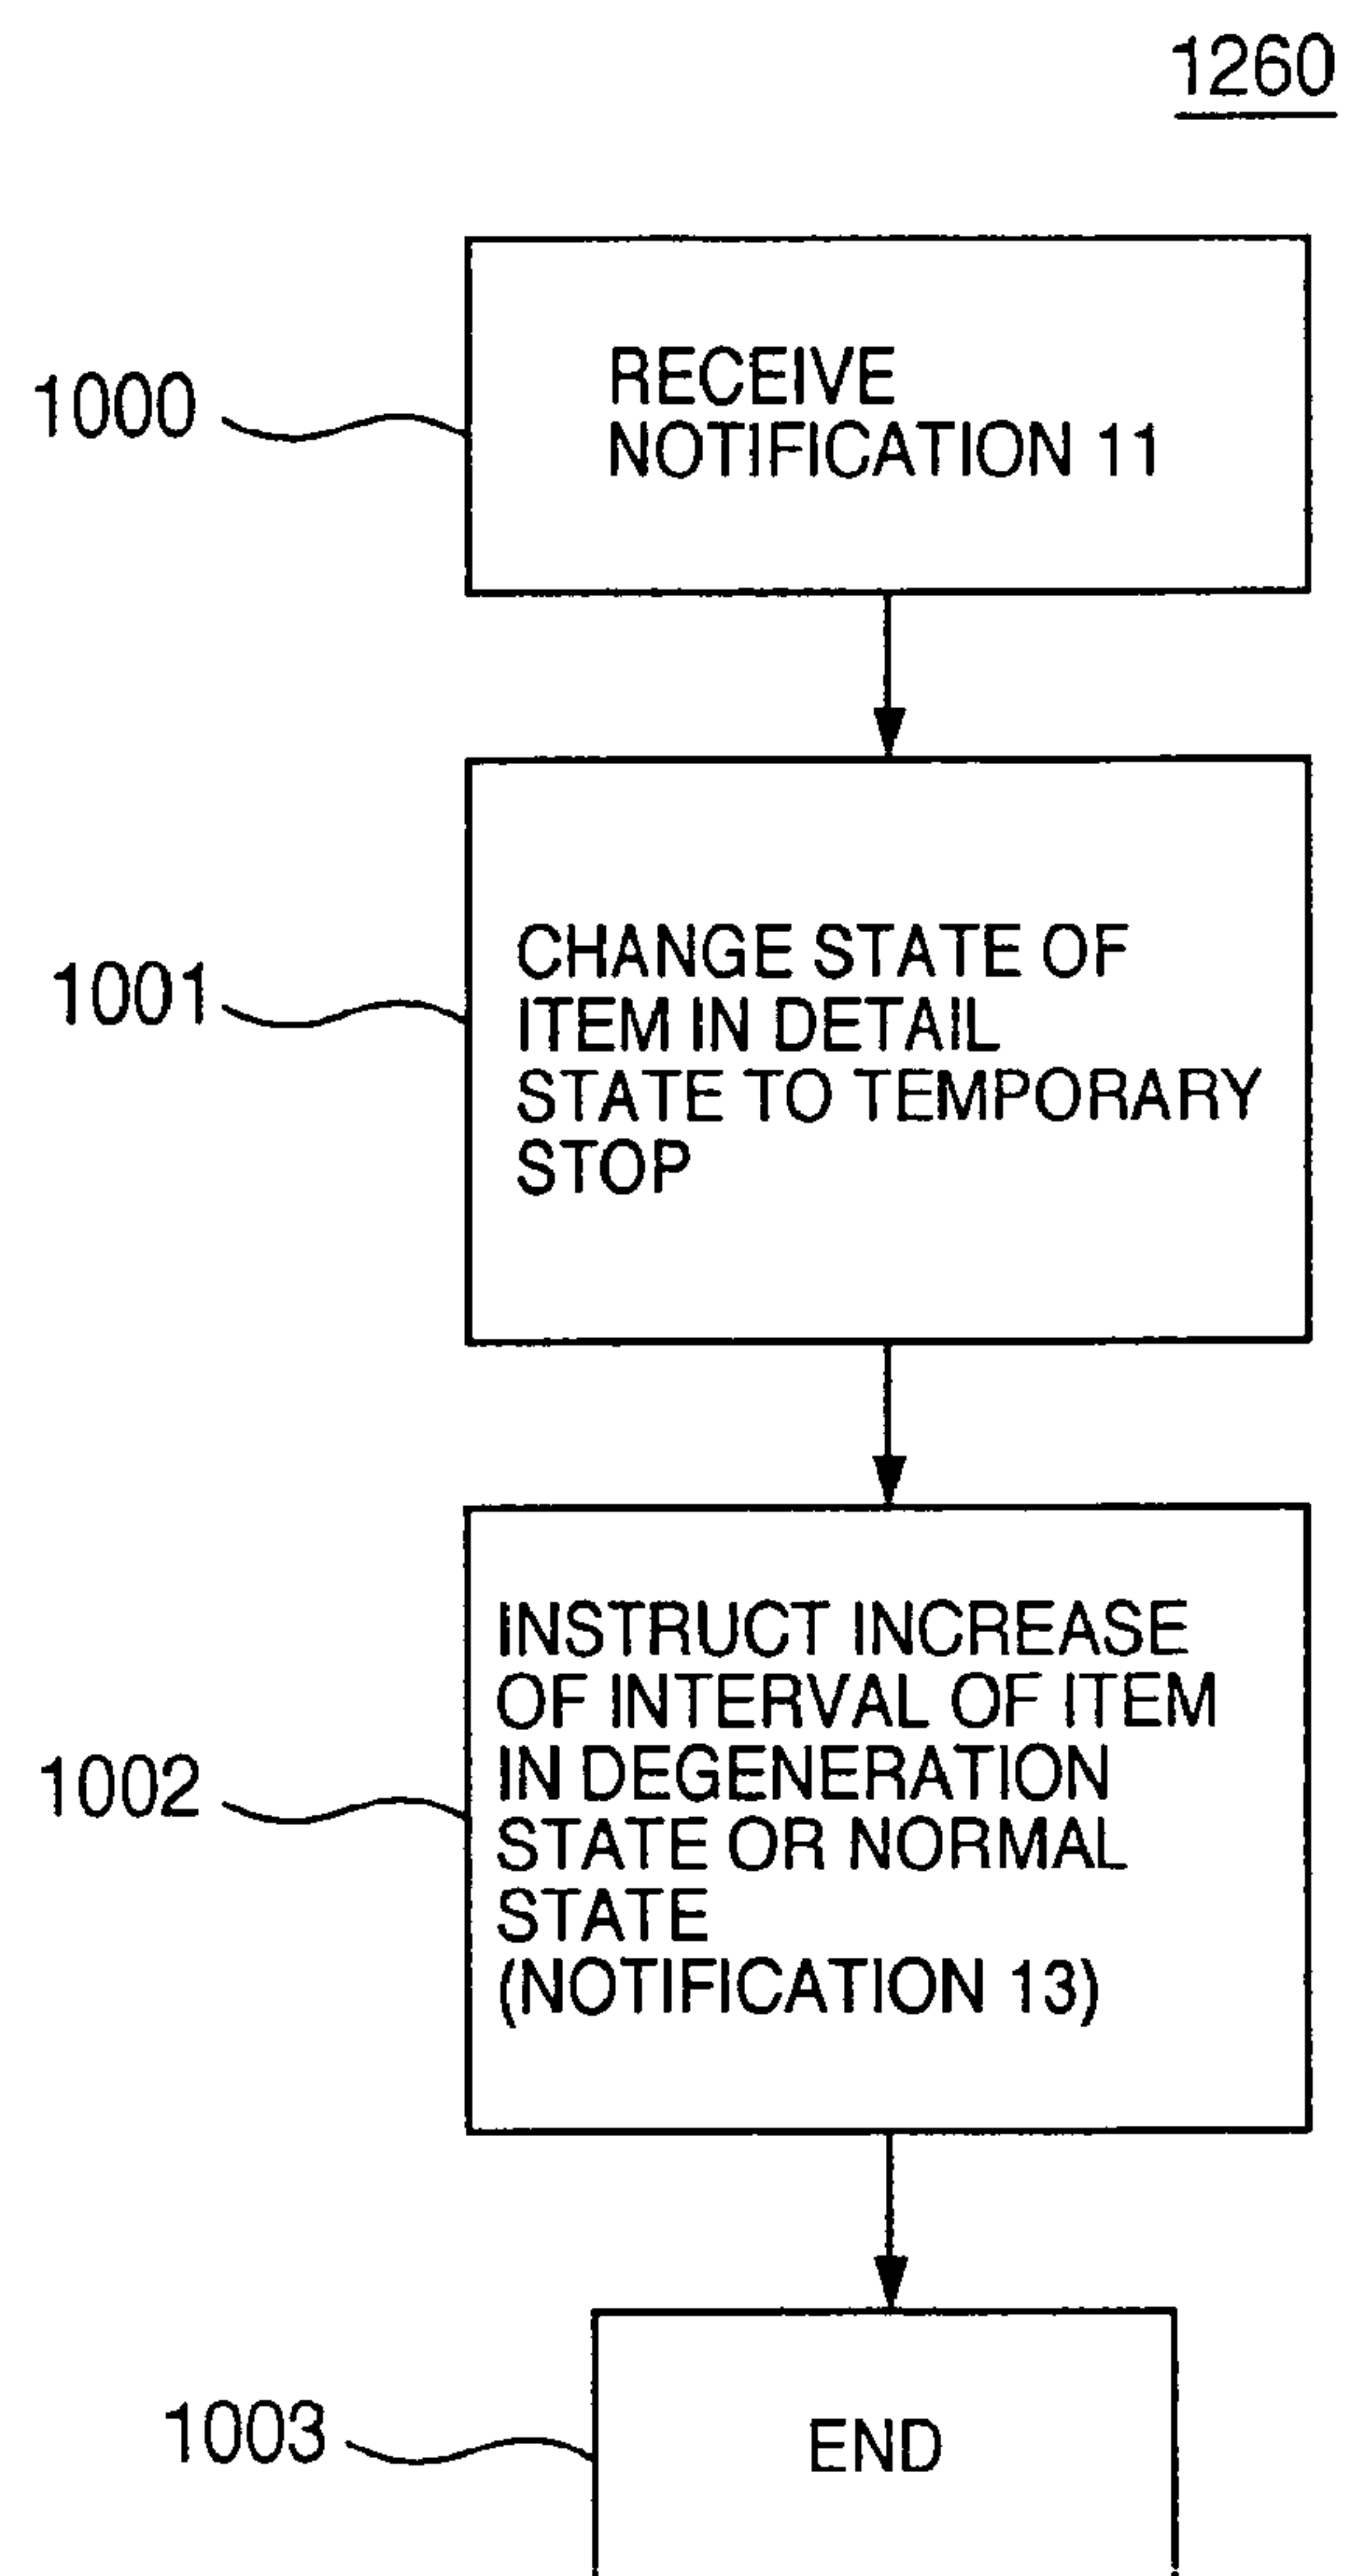 1260
1000
RECEIVE
NOTIFICATION 11
1001
CHANGE STATE OF
ITEM IN DETAIL
STATE TO TEMPORARY
STOP
1002
INSTRUCT INCREASE
OF INTERVAL OF ITEM
IN DEGENERATION
STATE OR NORMAL
STATE
(NOTIFICATION 13)
1003
END